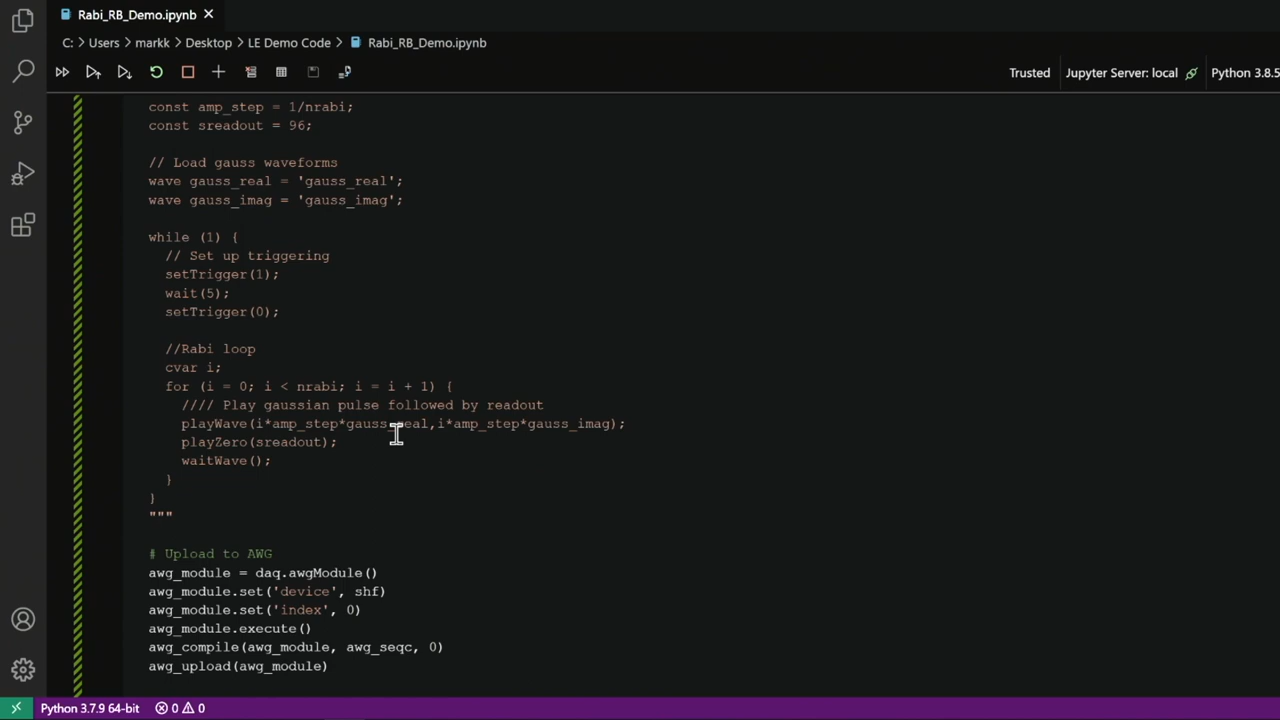 Rabi_RB_Demo.ipynb
C: > Users > markk > Desktop > LE Demo Code > Rabi_RB_Demo.ipynb
Trusted Jupyter Server: local Python 3.8.5
const amp_step = 1/nrabi;
const sreadout = 96;
// Load gauss waveforms
wave gauss_real = 'gauss_real';
wave gauss_imag = 'gauss_imag';
while (1) {
// Set up triggering
setTrigger(1);
wait(5);
setTrigger(0);
//Rabi loop
cvar i;
for (i = 0; i < nrabi; i = i + 1) {
//// Play gaussian pulse followed by readout
playWave(i*amp_step*gauss_real,i*amp_step*gauss_imag);
playZero(sreadout);
waitWave();
}
}
"""
# Upload to AWG
awg_module = daq.awgModule()
awg_module.set('device', shf)
awg_module.set('index', 0)
awg_module.execute()
awg_compile(awg_module, awg_seqc, 0)
awg_upload(awg_module)
Python 3.7.9 64-bit 0 0